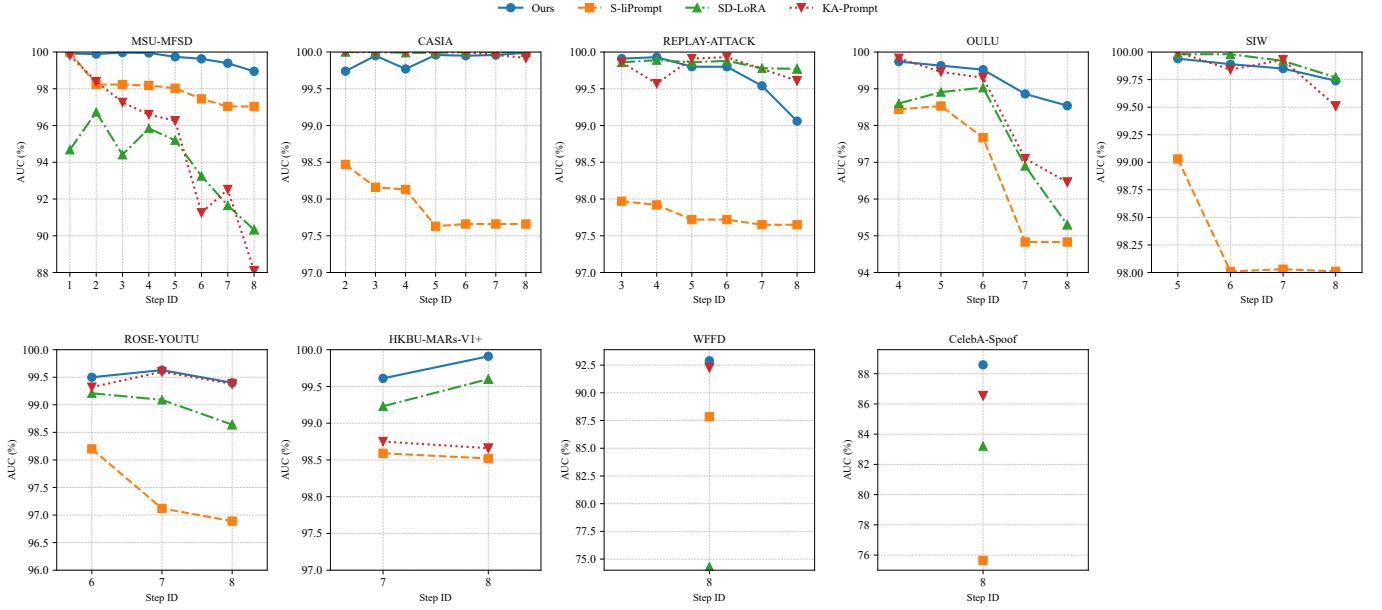 Ours S-liPrompt SD-LoRA KA-Prompt
MSU-MFSD
AUC (%)
100
98
96
94
92
90
88
1 2 3 4 5 6 7 8
Step ID
CASIA
AUC (%)
100.0
99.5
99.0
98.5
98.0
97.5
97.0
2 3 4 5 6 7 8
Step ID
REPLAY-ATTACK
AUC (%)
100.0
99.5
99.0
98.5
98.0
97.5
97.0
3 4 5 6 7 8
Step ID
OULU
AUC (%)
100
99
98
97
96
95
94
4 5 6 7 8
Step ID
SIW
AUC (%)
100.00
99.75
99.50
99.25
99.00
98.75
98.50
98.25
98.00
5 6 7 8
Step ID
ROSE-YOUTU
AUC (%)
100.0
99.5
99.0
98.5
98.0
97.5
97.0
96.5
96.0
6 7 8
Step ID
HKBU-MARs-V1+
AUC (%)
100.0
99.5
99.0
98.5
98.0
97.5
97.0
7 8
Step ID
WFFD
AUC (%)
92.5
90.0
87.5
85.0
82.5
80.0
77.5
75.0
8
Step ID
CelebA-Spoof
AUC (%)
88
86
84
82
80
78
76
8
Step ID